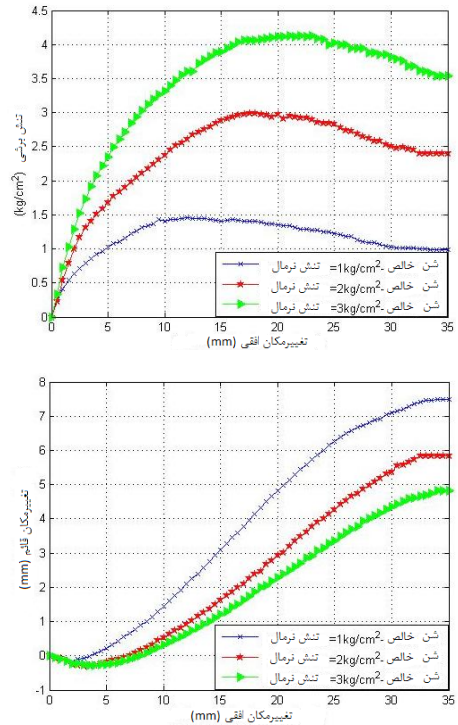 4.5
4
3.5
3
2.5
2
1.5
1
0.5
0
تنش برشی
(kg/cm²)
0 5 10 15 20 25 30 35
تغییرمکان افقی (mm)
شن خالص -1kg/cm²= تنش نرمال
شن خالص -2kg/cm²= تنش نرمال
شن خالص -3kg/cm²= تنش نرمال
8
7
6
5
4
3
2
1
0
-1
تغییرمکان قائم (mm)
0 5 10 15 20 25 30 35
تغییرمکان افقی (mm)
شن خالص -1kg/cm²= تنش نرمال
شن خالص -2kg/cm²= تنش نرمال
شن خالص -3kg/cm²= تنش نرمال